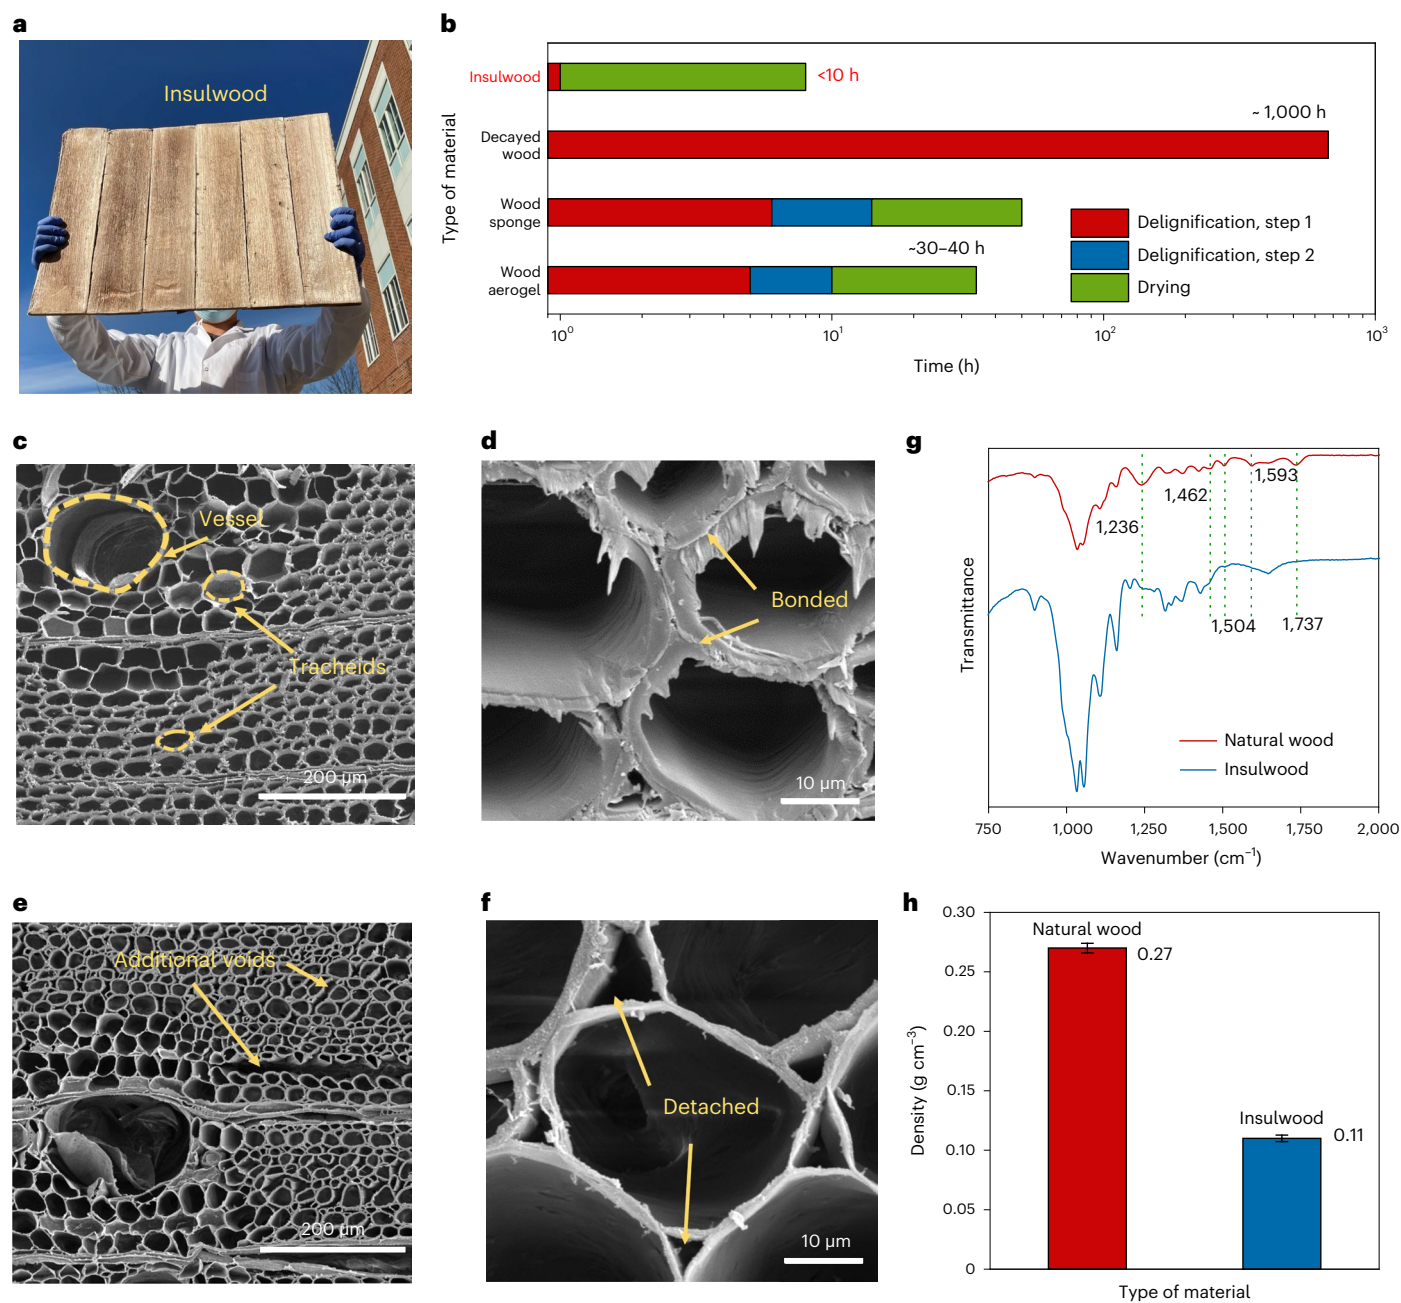 a
Insulwood
b
Type of material
Insulwood
<10 h
Decayed
wood
~ 1,000 h
Wood
sponge
Wood
aerogel
~30–40 h
Delignification, step 1
Delignification, step 2
Drying
10⁰
10¹
10²
10³
Time (h)
c
Vessel
Tracheids
200 µm
d
Bonded
10 µm
g
Transmittance
1,236
1,462
1,593
1,504
1,737
Natural wood
Insulwood
750
1,000
1,250
1,500
1,750
2,000
Wavenumber (cm⁻¹)
e
Additional voids
200 µm
f
Detached
10 µm
h
Density (g cm⁻³)
0.30
0.25
0.20
0.15
0.10
0.05
0
Natural wood
0.27
Insulwood
0.11
Type of material